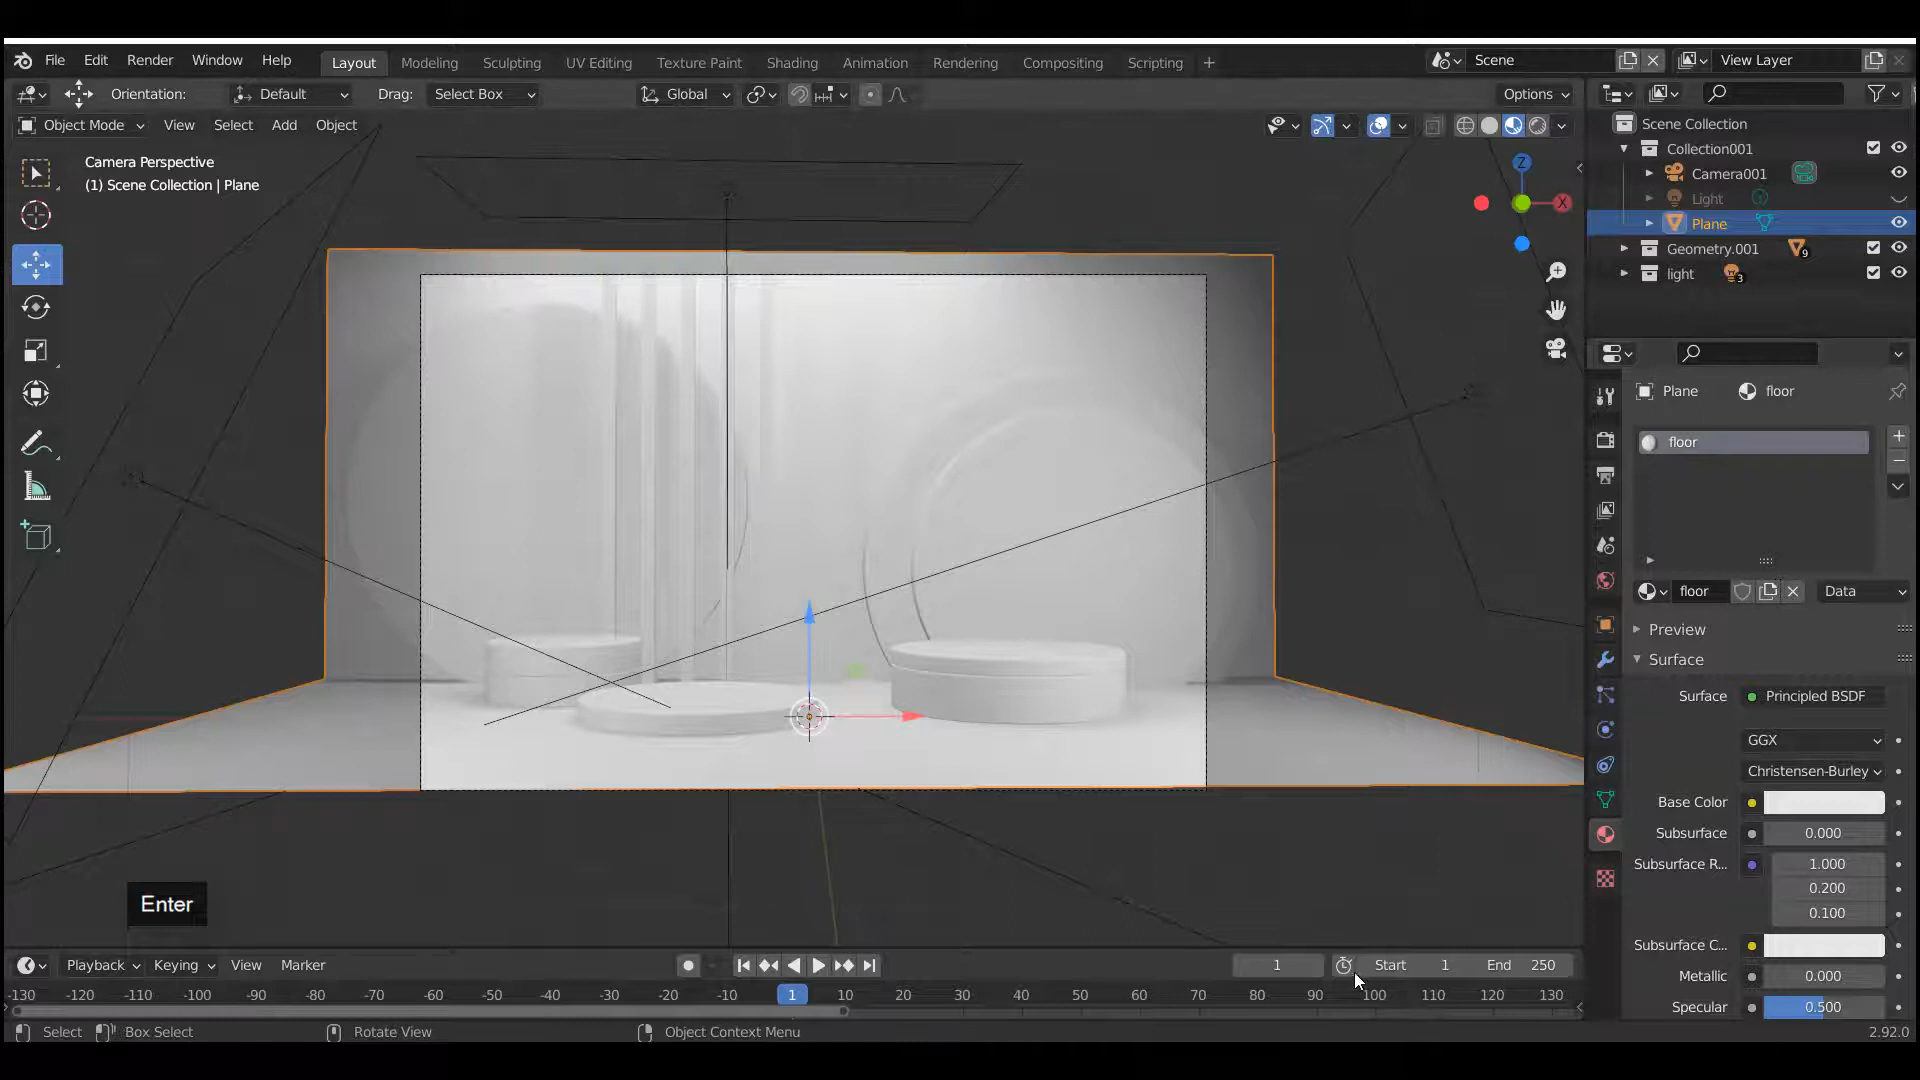 File Edit Render Window Help Layout Modeling Sculpting UV Editing Texture Paint Shading Animation Rendering Compositing Scripting + Scene View Layer
Orientation: Default Drag: Select Box Global Options
Object Mode View Select Add Object
Camera Perspective
(1) Scene Collection | Plane
Z
X
Enter
Scene Collection
Collection001
Camera001
Light
Plane
Geometry.001 9
light 3
Plane floor
floor
floor Data
Preview
Surface
Surface Principled BSDF
GGX
Christensen-Burley
Base Color
Subsurface 0.000
Subsurface R... 1.000
0.200
0.100
Subsurface C...
Metallic 0.000
Specular 0.500
Playback Keying View Marker 1 Start 1 End 250
-130 -120 -110 -100 -90 -80 -70 -60 -50 -40 -30 -20 -10 1 10 20 30 40 50 60 70 80 90 100 110 120 130
Select Box Select Rotate View Object Context Menu 2.92.0